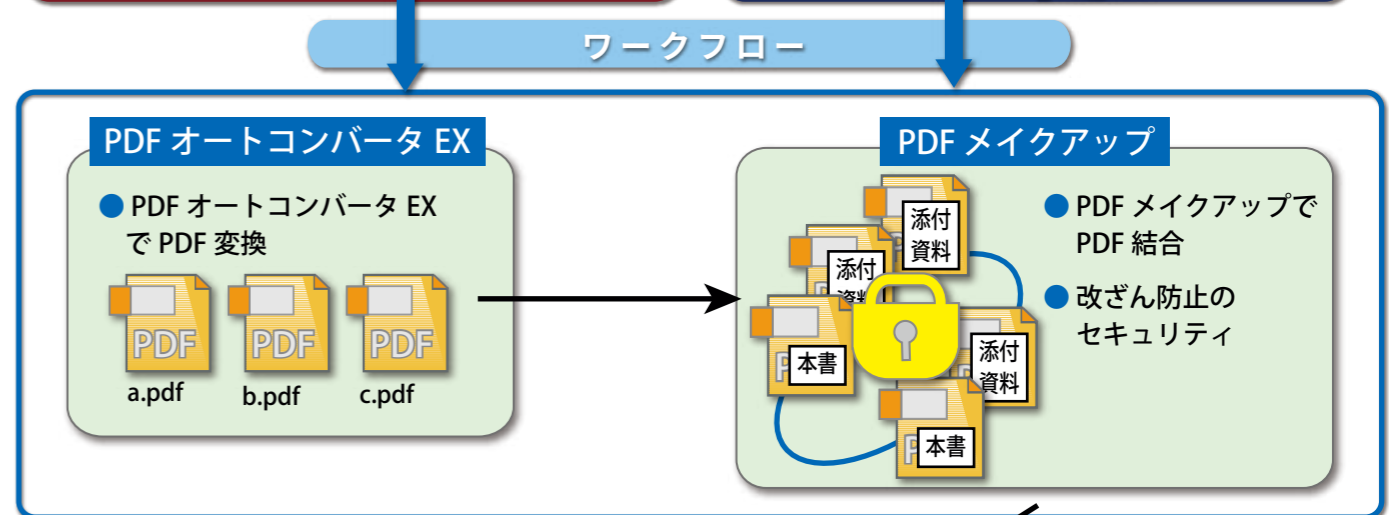 ワークフロー
PDF オートコンバータ EX
● PDF オートコンバータ EX
で PDF 変換
PDF
PDF
PDF
a.pdf
b.pdf
c.pdf
PDF メイクアップ
添付
資料
添付
資料
本書
添付
資料
本書
● PDF メイクアップで
PDF 結合
● 改ざん防止の
セキュリティ